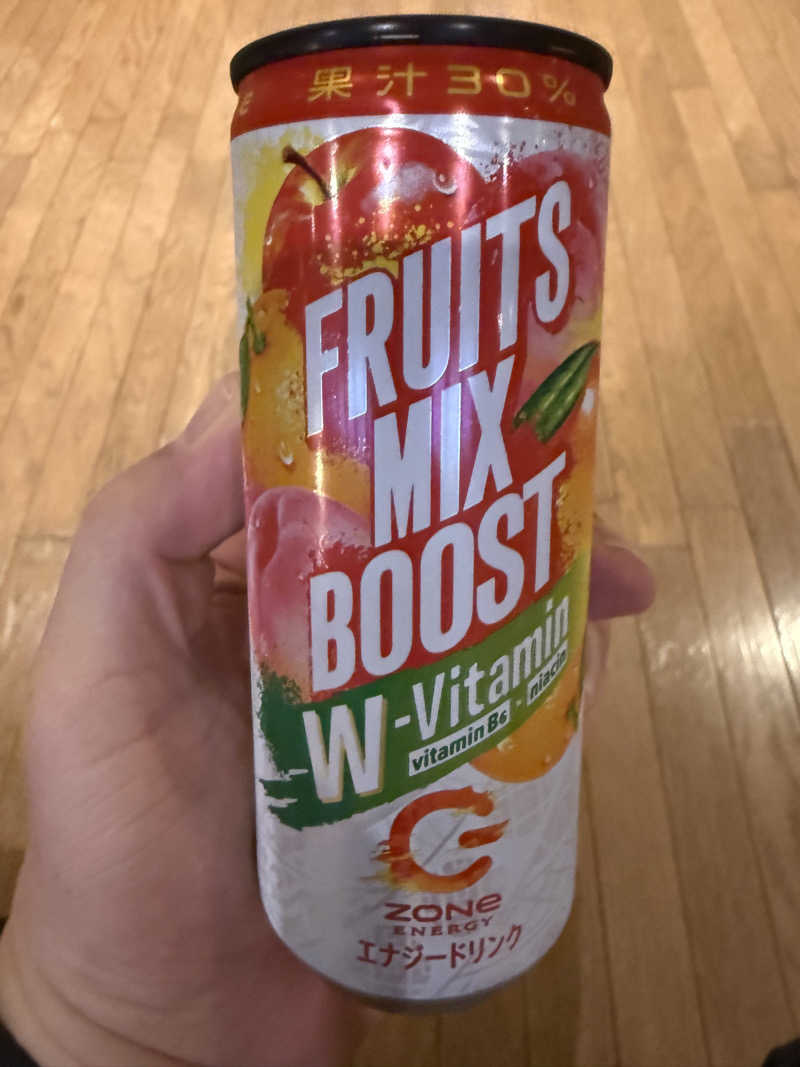 果汁30%
FRUITS
MIX
BOOST
W-Vitamin
vitamin B6・niacin
ZONe
ENERGY
エナジードリンク